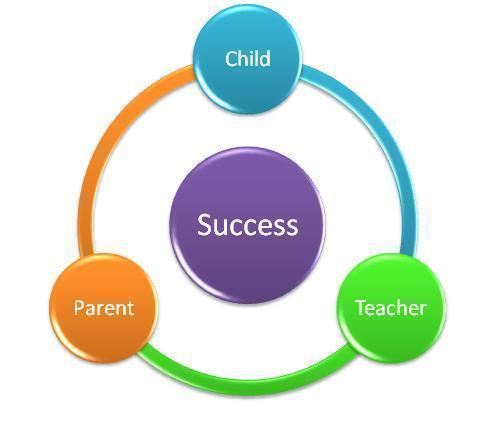 Child
Success
Parent
Teacher